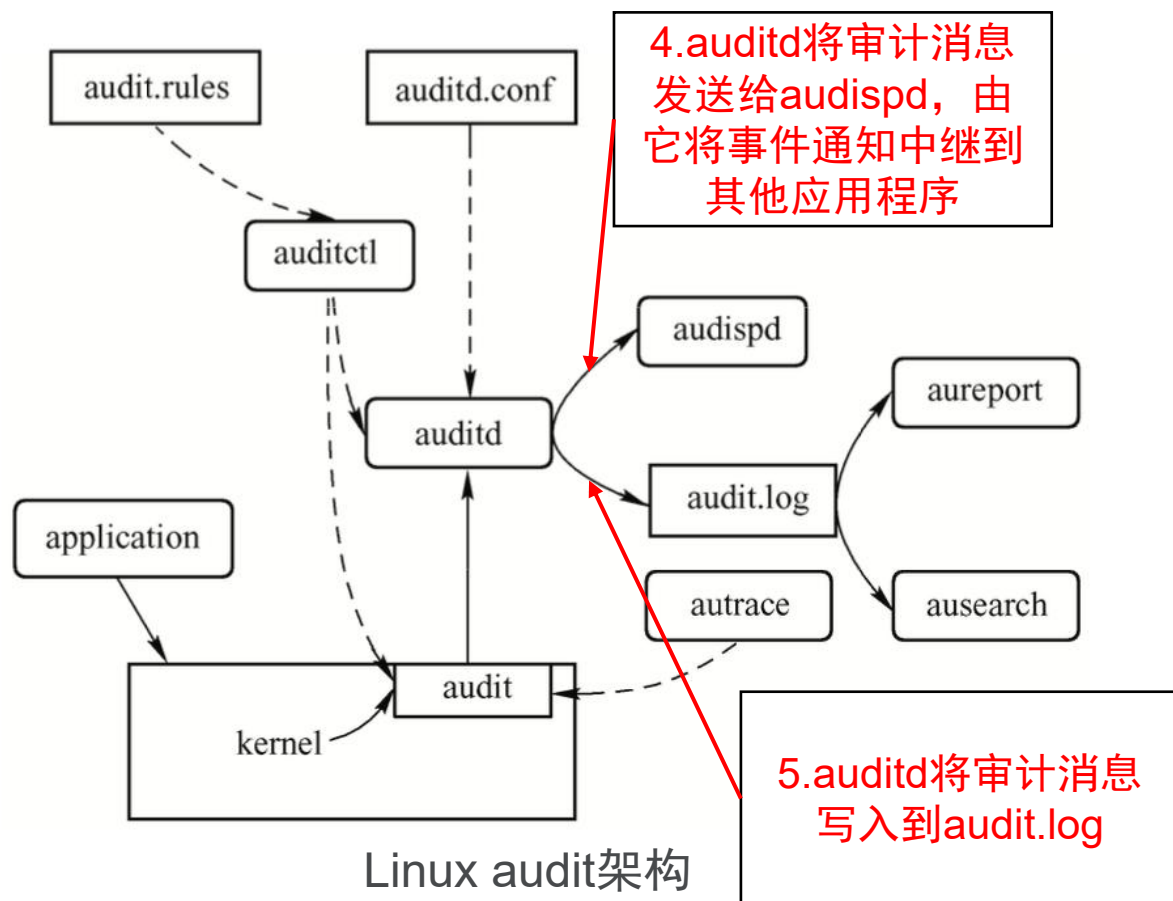 audit.rules
auditd.conf
4.auditd将审计消息
发送给audispd，由
它将事件通知中继到
其他应用程序
auditctl
audispd
aureport
auditd
audit.log
application
autrace
ausearch
audit
kernel
5.auditd将审计消息
写入到audit.log
Linux audit架构